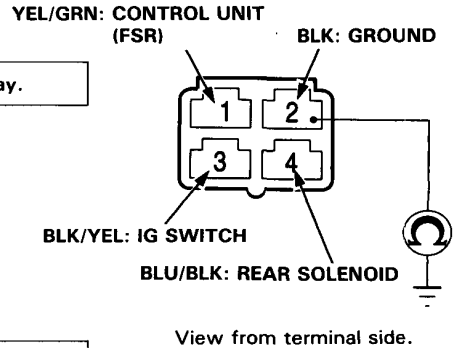 YEL/GRN: CONTROL UNIT
(FSR)
BLK: GROUND
ay.
1
2
3
4
BLK/YEL: IG SWITCH
BLU/BLK: REAR SOLENOID
Ω
View from terminal side.